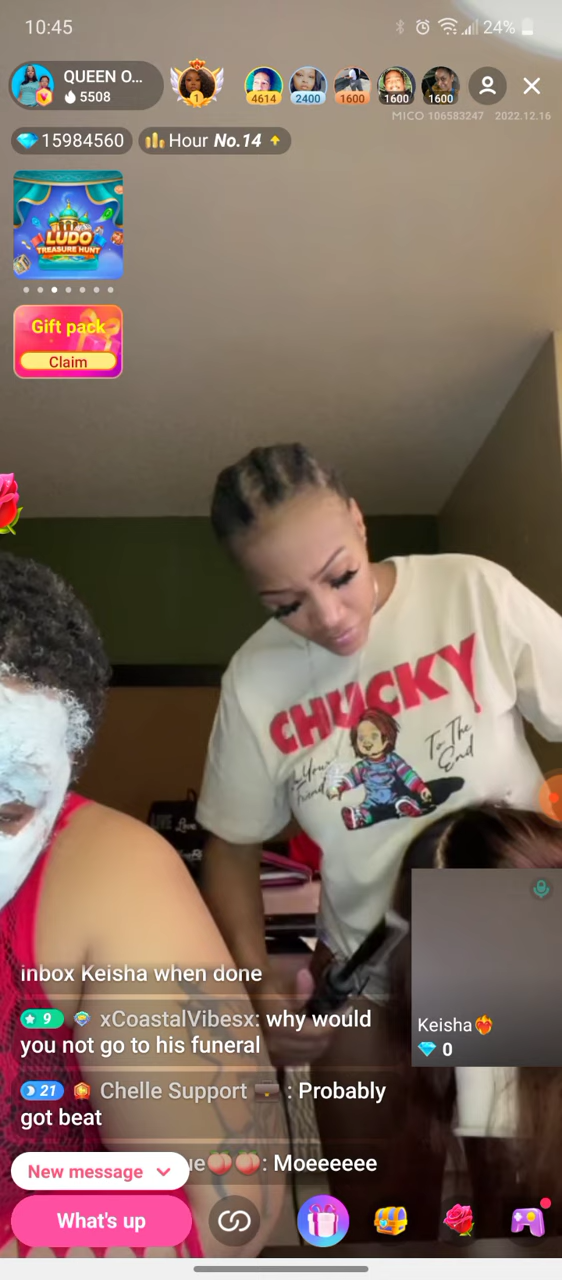 10:45
24%
QUEEN O...
5508
1
4614
2400
1600
1600
1600
MICO 106583247 2022.12.16
15984560
Hour No.14
LUDO
TREASURE HUNT
Gift pack
Claim
CHUCKY
To The
End
inbox Keisha when done
9 xCoastalVibesx: why would
you not go to his funeral
21 Chelle Support 💼 : Probably
got beat
ue🍑🍑: Moeeeeee
Keisha❤️‍🔥
0
New message
What's up